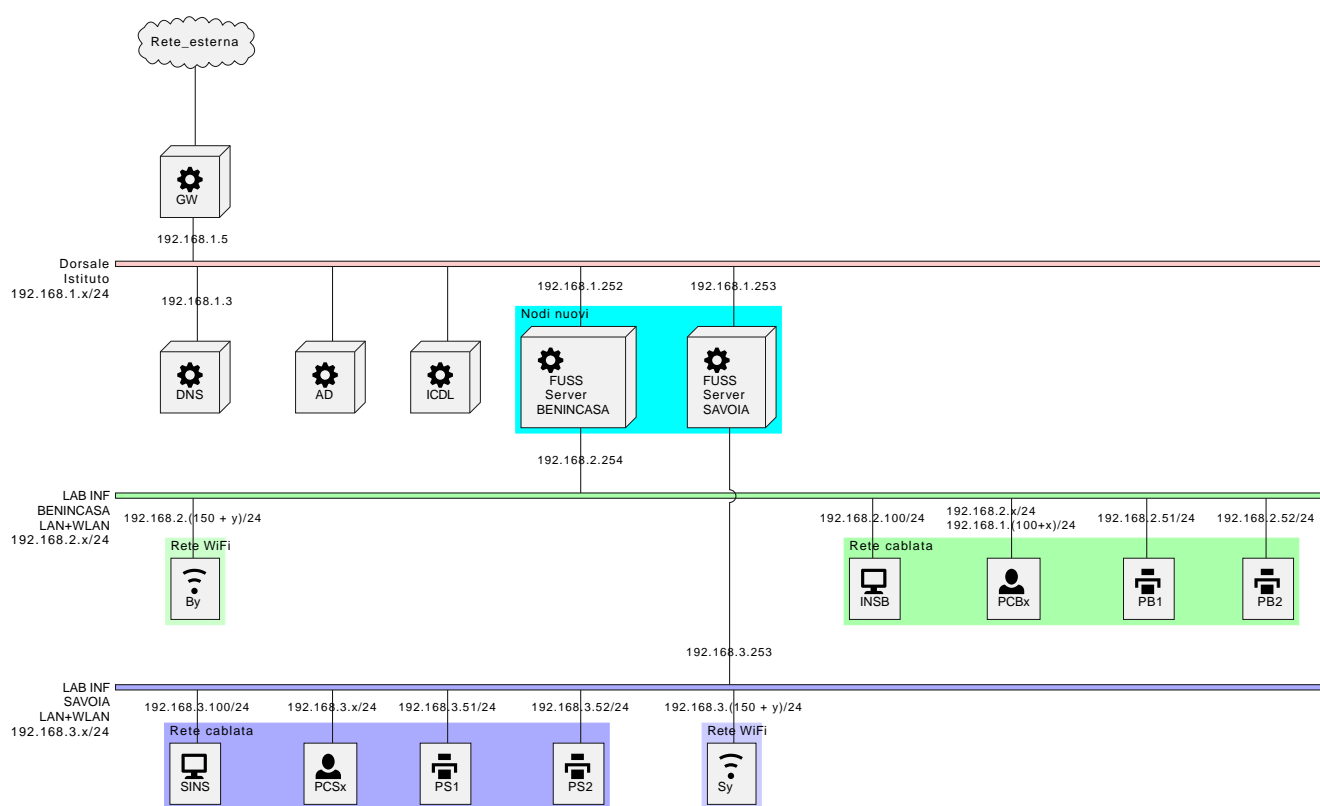 Rete_esterna
GW
192.168.1.5
Dorsale
Istituto
192.168.1.x/24
192.168.1.3
192.168.1.252
192.168.1.253
Nodi nuovi
DNS
AD
ICDL
FUSS
Server
BENINCASA
FUSS
Server
SAVOIA
192.168.2.254
LAB INF
BENINCASA
LAN+WLAN
192.168.2.x/24
192.168.2.(150 + y)/24
192.168.2.100/24
192.168.2.x/24
192.168.1.(100+x)/24
192.168.2.51/24
192.168.2.52/24
Rete WiFi
Rete cablata
By
INSB
PCBx
PB1
PB2
192.168.3.253
LAB INF
SAVOIA
LAN+WLAN
192.168.3.x/24
192.168.3.100/24
192.168.3.x/24
192.168.3.51/24
192.168.3.52/24
192.168.3.(150 + y)/24
Rete cablata
Rete WiFi
SINS
PCSx
PS1
PS2
Sy